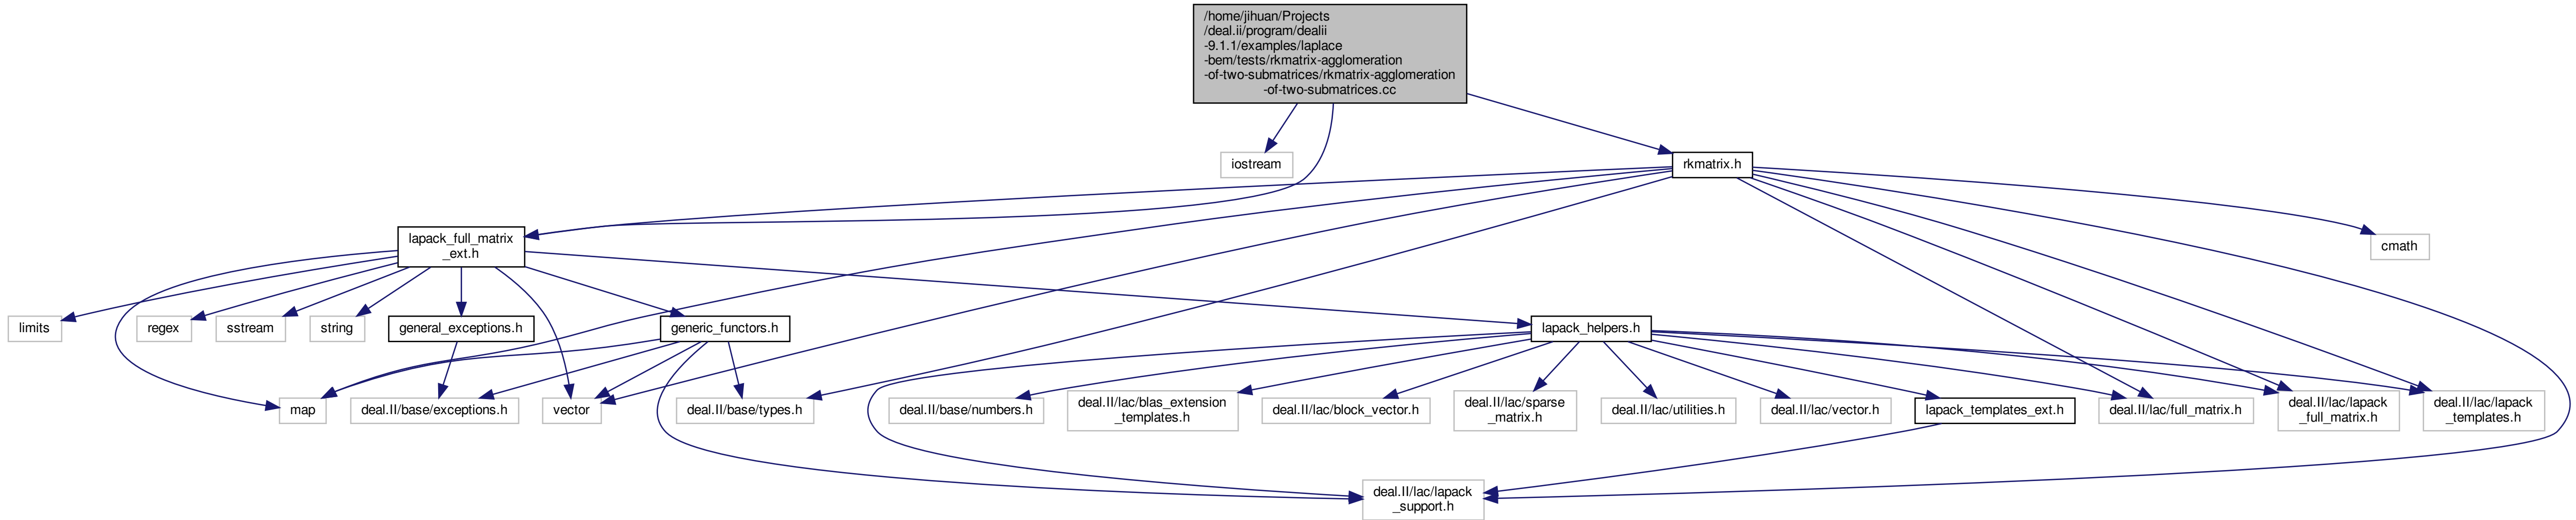 /home/jihuan/Projects
/deal.ii/program/dealii
-9.1.1/examples/laplace
-bem/tests/rkmatrix-agglomeration
-of-two-submatrices/rkmatrix-agglomeration
-of-two-submatrices.cc
iostream
rkmatrix.h
lapack_full_matrix
_ext.h
cmath
limits
regex
sstream
string
general_exceptions.h
generic_functors.h
lapack_helpers.h
map
deal.II/base/exceptions.h
vector
deal.II/base/types.h
deal.II/base/numbers.h
deal.II/lac/blas_extension
_templates.h
deal.II/lac/block_vector.h
deal.II/lac/sparse
_matrix.h
deal.II/lac/utilities.h
deal.II/lac/vector.h
lapack_templates_ext.h
deal.II/lac/full_matrix.h
deal.II/lac/lapack
_full_matrix.h
deal.II/lac/lapack
_templates.h
deal.II/lac/lapack
_support.h